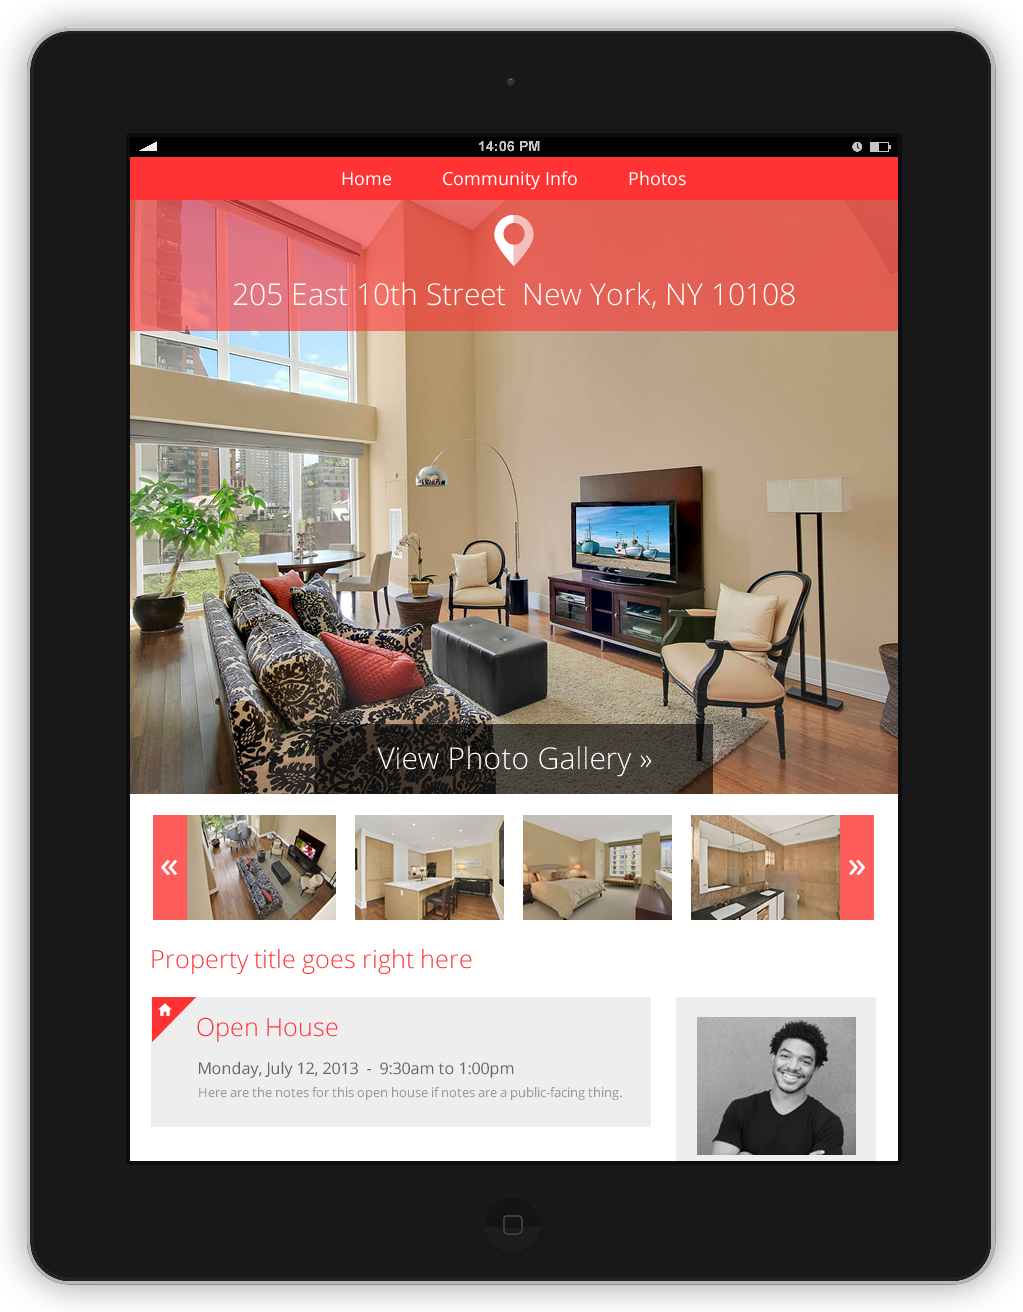 14:06 PM
Home Community Info Photos
205 East 10th Street New York, NY 10108
View Photo Gallery »
« »
Property title goes right here
Open House
Monday, July 12, 2013 - 9:30am to 1:00pm
Here are the notes for this open house if notes are a public-facing thing.